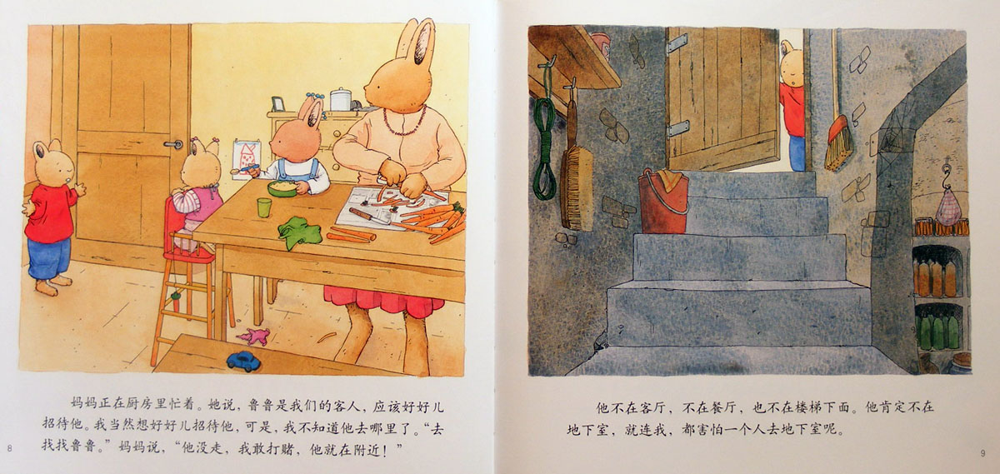 妈妈正在厨房里忙着。她说，鲁鲁是我们的客人，应该好好儿
招待他。我当然想好好儿招待他，可是，我不知道他去哪里了。“去
找找鲁鲁。”妈妈说，“他没走，我敢打赌，他就在附近！”
8
他不在客厅，不在餐厅，也不在楼梯下面。他肯定不在
地下室，就连我，都害怕一个人去地下室呢。
9